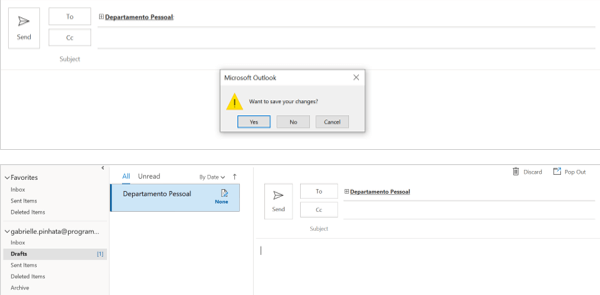 To
Departamento Pessoal;
Send
Cc
Subject
Microsoft Outlook
Want to save your changes?
Yes No Cancel
Favorites
Inbox
Sent Items
Deleted Items
gabrielle.pinhata@program...
Inbox
Drafts [1]
Sent Items
Deleted Items
Archive
All Unread By Date
Departamento Pessoal
None
Discard Pop Out
To
Departamento Pessoal
Send
Cc
Subject